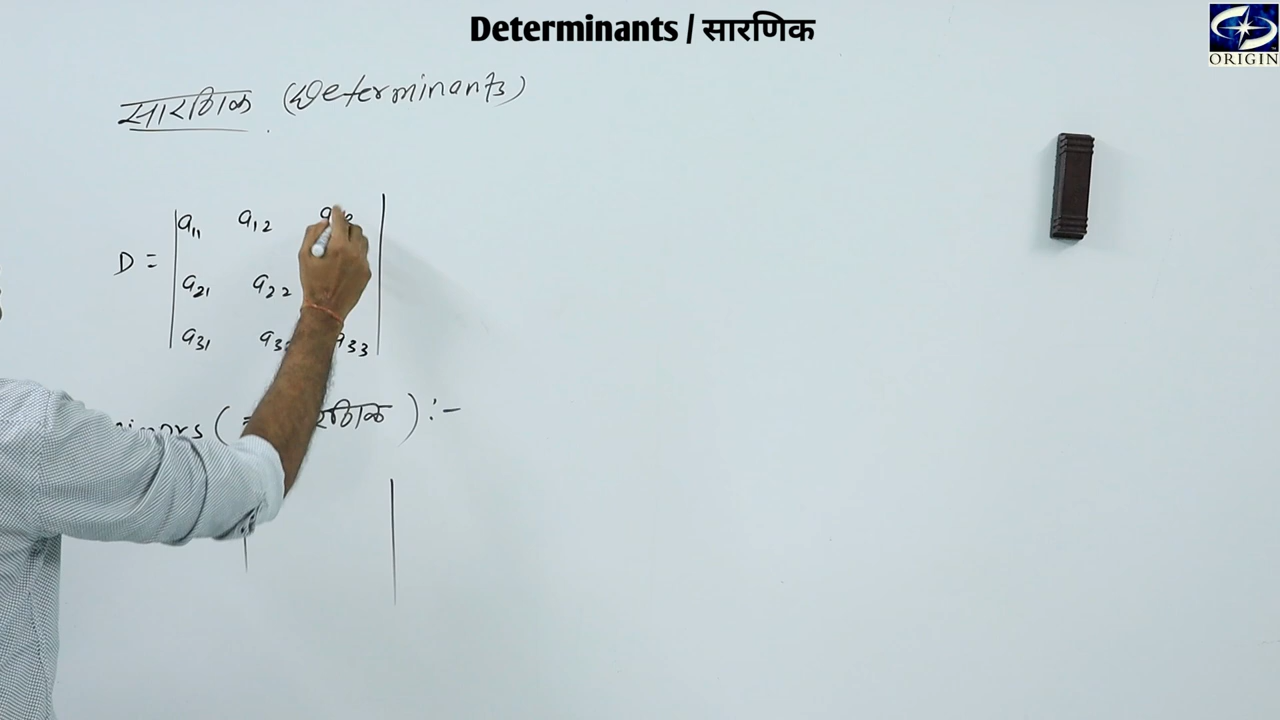 Determinants / सारणिक
ORIGIN
सारणिक (Determinants)
a₁₁ a₁₂
D =
a₂₁ a₂₂
a₃₁ a₃₃
( ) :-